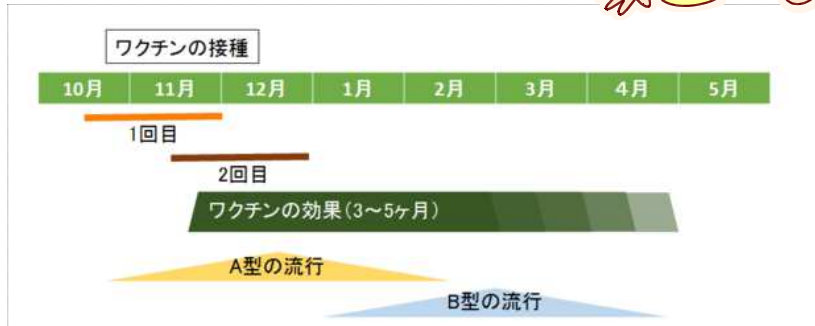 ワクチンの接種
10月 11月 12月 1月 2月 3月 4月 5月
1回目
2回目
ワクチンの効果(3～5ヶ月)
A型の流行
B型の流行